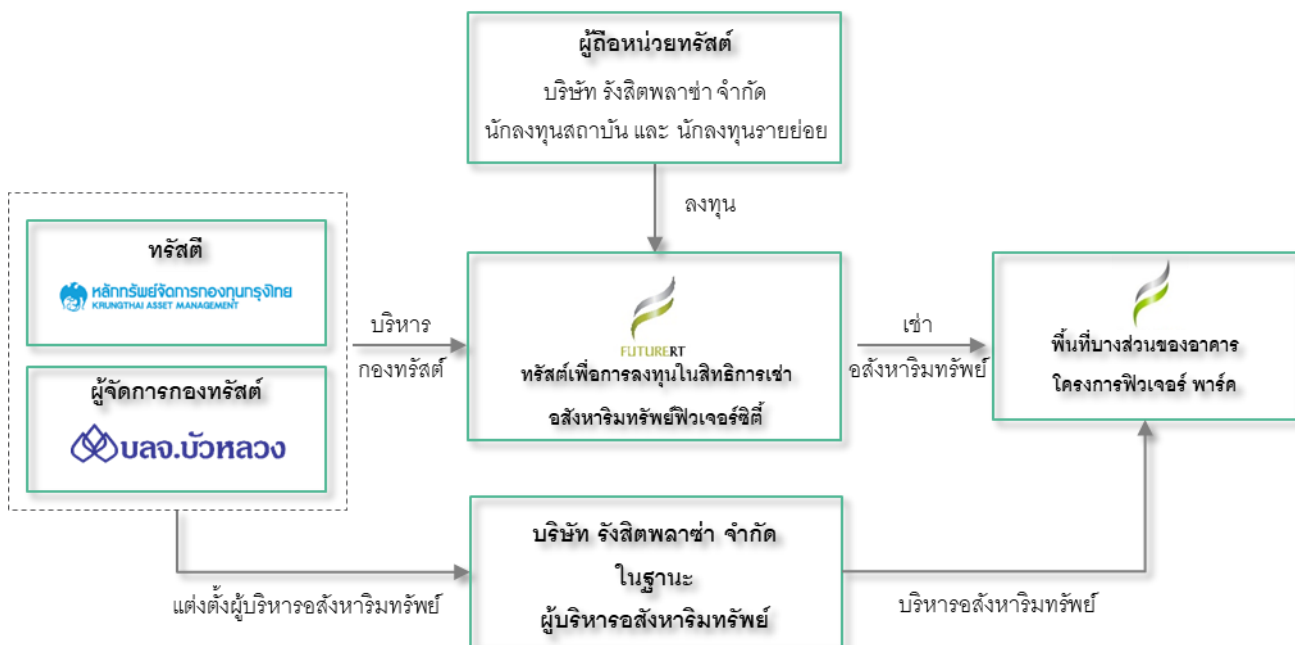 ผู้ถือหน่วยทรัสต์
บริษัท รังสิตพลาซ่า จำกัด
นักลงทุนสถาบัน และ นักลงทุนรายย่อย
ลงทุน
ทรัสตี
หลักทรัพย์จัดการกองทุนกรุงไทย
KRUNGTHAI ASSET MANAGEMENT
ผู้จัดการกองทรัสต์
บลจ.บัวหลวง
บริหาร
กองทรัสต์
FUTURERT
ทรัสต์เพื่อการลงทุนในสิทธิการเช่า
อสังหาริมทรัพย์ฟิวเจอร์ซิตี้
เช่า
อสังหาริมทรัพย์
พื้นที่บางส่วนของอาคาร
โครงการฟิวเจอร์ พาร์ค
แต่งตั้งผู้บริหารอสังหาริมทรัพย์
บริษัท รังสิตพลาซ่า จำกัด
ในฐานะ
ผู้บริหารอสังหาริมทรัพย์
บริหารอสังหาริมทรัพย์